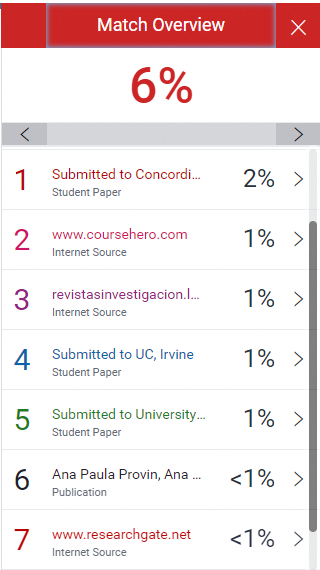 Match Overview
6%
1 Submitted to Concordi... 2%
Student Paper
2 www.coursehero.com 1%
Internet Source
3 revistasinvestigacion.l... 1%
Internet Source
4 Submitted to UC, Irvine 1%
Student Paper
5 Submitted to University... 1%
Student Paper
6 Ana Paula Provin, Ana ... <1%
Publication
7 www.researchgate.net <1%
Internet Source